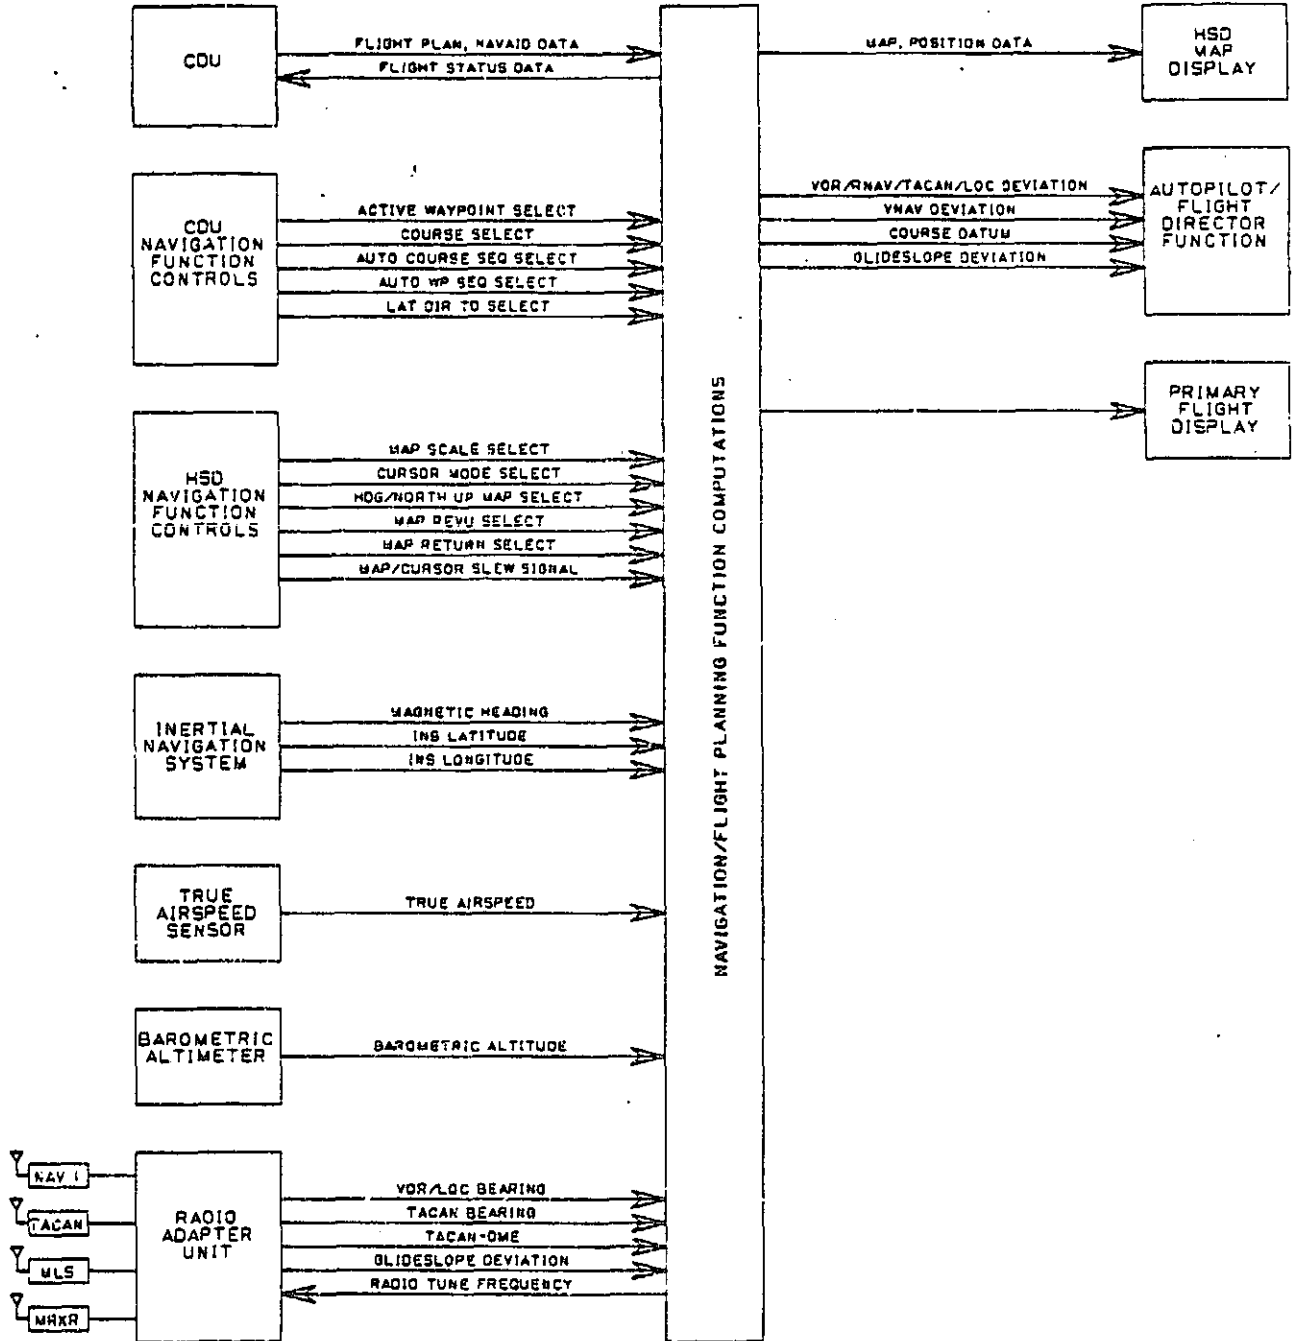 CDU
FLIGHT PLAN, NAVAID DATA
FLIGHT STATUS DATA
MAP, POSITION DATA
HSD
MAP
DISPLAY
CDU
NAVIGATION
FUNCTION
CONTROLS
ACTIVE WAYPOINT SELECT
COURSE SELECT
AUTO COURSE SEQ SELECT
AUTO WP SEQ SELECT
LAT DIR TO SELECT
VOR/RNAV/TACAN/LOC DEVIATION
VNAV DEVIATION
COURSE DATUM
GLIDESLOPE DEVIATION
AUTOPILOT/
FLIGHT
DIRECTOR
FUNCTION
PRIMARY
FLIGHT
DISPLAY
HSD
NAVIGATION
FUNCTION
CONTROLS
MAP SCALE SELECT
CURSOR MODE SELECT
HDG/NORTH UP MAP SELECT
MAP REVU SELECT
MAP RETURN SELECT
MAP/CURSOR SLEW SIGNAL
NAVIGATION/FLIGHT PLANNING FUNCTION COMPUTATIONS
INERTIAL
NAVIGATION
SYSTEM
MAGNETIC HEADING
INS LATITUDE
INS LONGITUDE
TRUE
AIRSPEED
SENSOR
TRUE AIRSPEED
BAROMETRIC
ALTIMETER
BAROMETRIC ALTITUDE
NAV 1
TACAN
MLS
MRKR
RADIO
ADAPTER
UNIT
VOR/LOC BEARING
TACAN BEARING
TACAN-DME
GLIDESLOPE DEVIATION
RADIO TUNE FREQUENCY